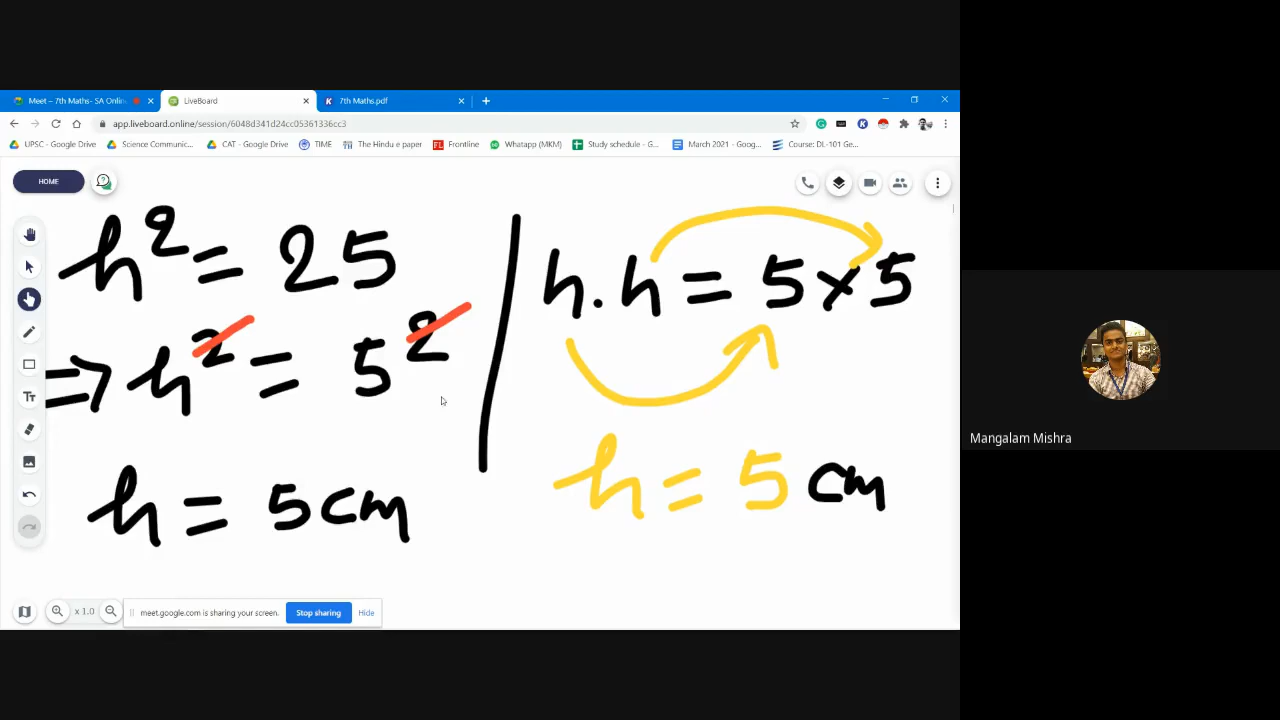 Meet – 7th Maths- SA Onlin
LiveBoard
7th Maths.pdf
app.liveboard.online/session/6048d341d24cc05361336cc3
UPSC - Google Drive
Science Communic...
CAT - Google Drive
TIME
The Hindu e paper
FL Frontline
Whatapp (MKM)
Study schedule - G...
March 2021 - Goog...
Course: DL-101 Ge...
HOME
h² = 25
⇒ h² = 5²
h = 5cm
h.h = 5×5
h = 5 cm
Tт
x 1.0
meet.google.com is sharing your screen.
Stop sharing
Hide
Mangalam Mishra